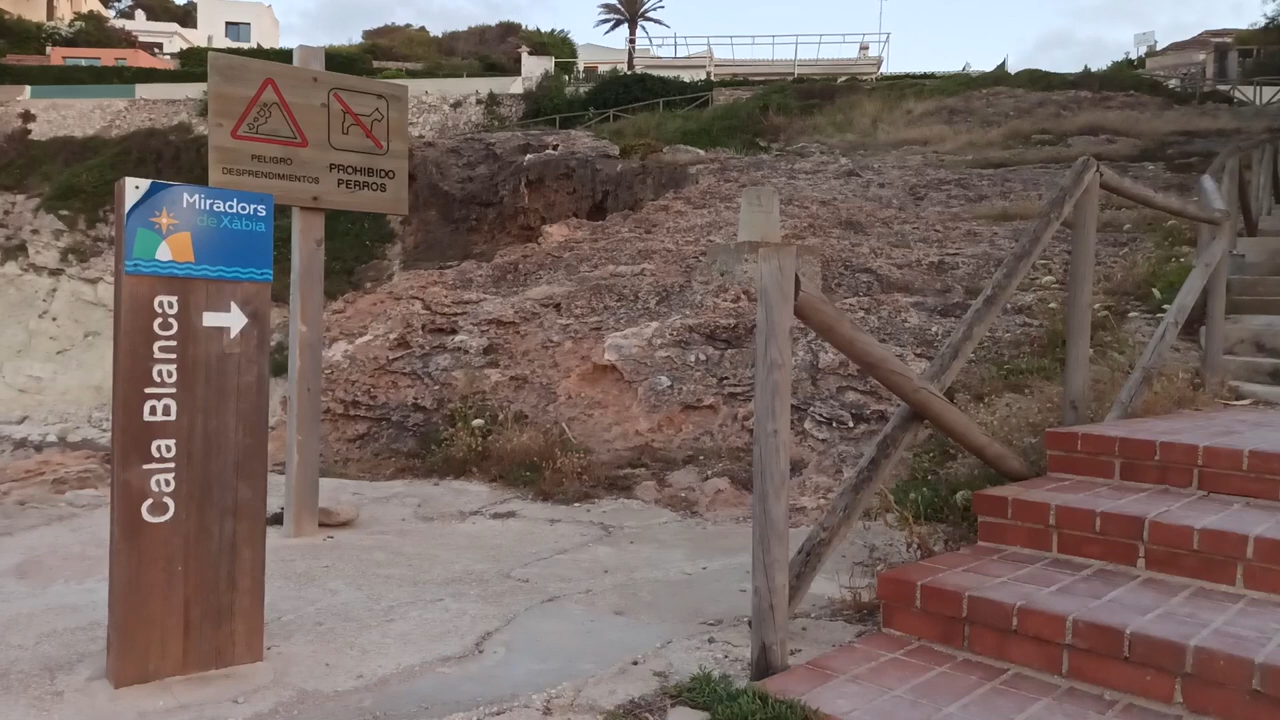 PELIGRO
DESPRENDIMIENTOS
PROHIBIDO
PERROS
Miradors
de Xàbia
Cala Blanca